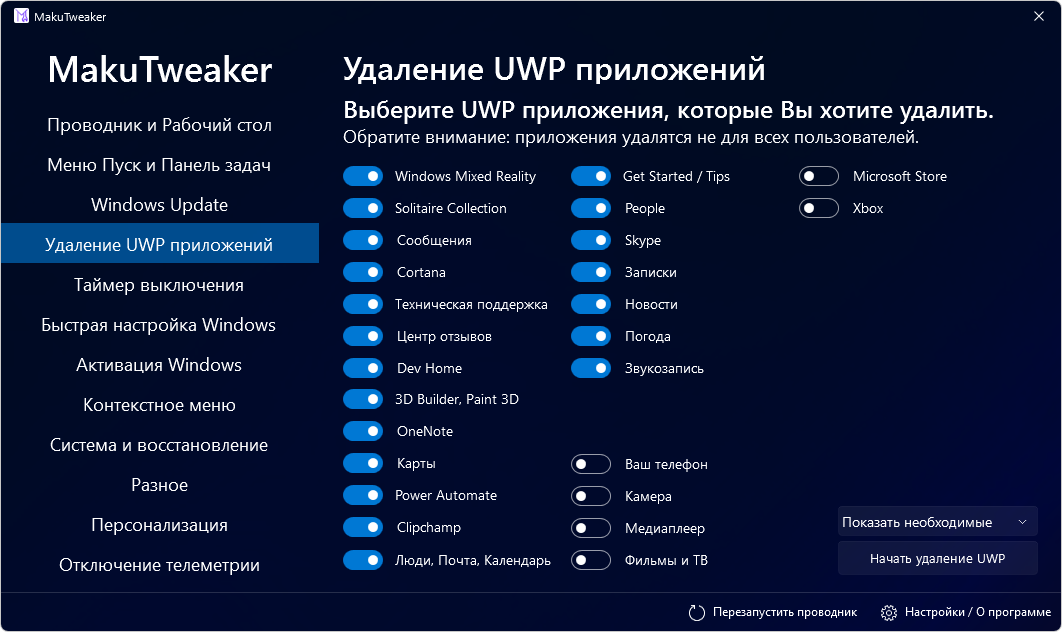 MakuTweaker
MakuTweaker
Проводник и Рабочий стол
Меню Пуск и Панель задач
Windows Update
Удаление UWP приложений
Таймер выключения
Быстрая настройка Windows
Активация Windows
Контекстное меню
Система и восстановление
Разное
Персонализация
Отключение телеметрии
Удаление UWP приложений
Выберите UWP приложения, которые Вы хотите удалить.
Обратите внимание: приложения удалятся не для всех пользователей.
Windows Mixed Reality
Solitaire Collection
Сообщения
Cortana
Техническая поддержка
Центр отзывов
Dev Home
3D Builder, Paint 3D
OneNote
Карты
Power Automate
Clipchamp
Люди, Почта, Календарь
Get Started / Tips
People
Skype
Записки
Новости
Погода
Звукозапись
Ваш телефон
Камера
Медиаплеер
Фильмы и ТВ
Microsoft Store
Xbox
Показать необходимые
Начать удаление UWP
Перезапустить проводник
Настройки / О программе